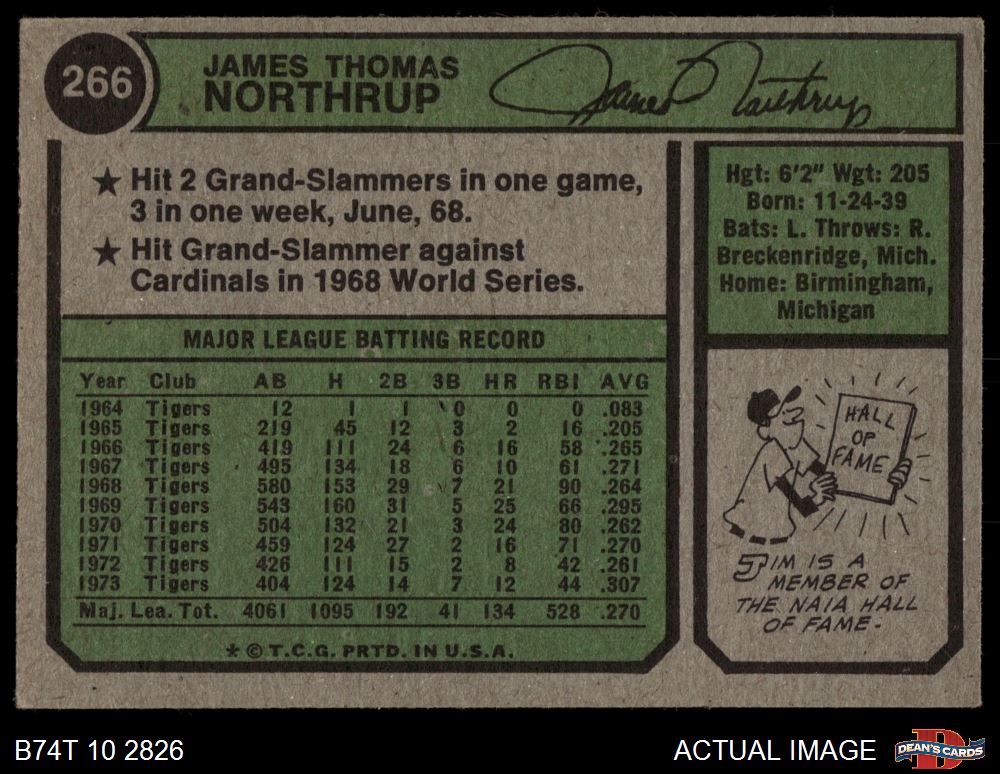 266
JAMES THOMAS
NORTHRUP
James T Northrup
★ Hit 2 Grand-Slammers in one game,
3 in one week, June, 68.
★ Hit Grand-Slammer against
Cardinals in 1968 World Series.
Hgt: 6'2" Wgt: 205
Born: 11-24-39
Bats: L. Throws: R.
Breckenridge, Mich.
Home: Birmingham,
Michigan
MAJOR LEAGUE BATTING RECORD
Year Club AB H 2B 3B HR RBI AVG
1964 Tigers 12 1 1 0 0 0 .083
1965 Tigers 219 45 12 3 2 16 .205
1966 Tigers 419 111 24 6 16 58 .265
1967 Tigers 495 134 18 6 10 61 .271
1968 Tigers 580 153 29 7 21 90 .264
1969 Tigers 543 160 31 5 25 66 .295
1970 Tigers 504 132 21 3 24 80 .262
1971 Tigers 459 124 27 2 16 71 .270
1972 Tigers 426 111 15 2 8 42 .261
1973 Tigers 404 124 14 7 12 44 .307
Maj. Lea. Tot. 4061 1095 192 41 134 528 .270
* © T.C.G. PRTD. IN U.S.A.
HALL
OF
FAME
JIM IS A
MEMBER OF
THE NAIA HALL
OF FAME.
B74T 10 2826
ACTUAL IMAGE
DEAN'S CARDS